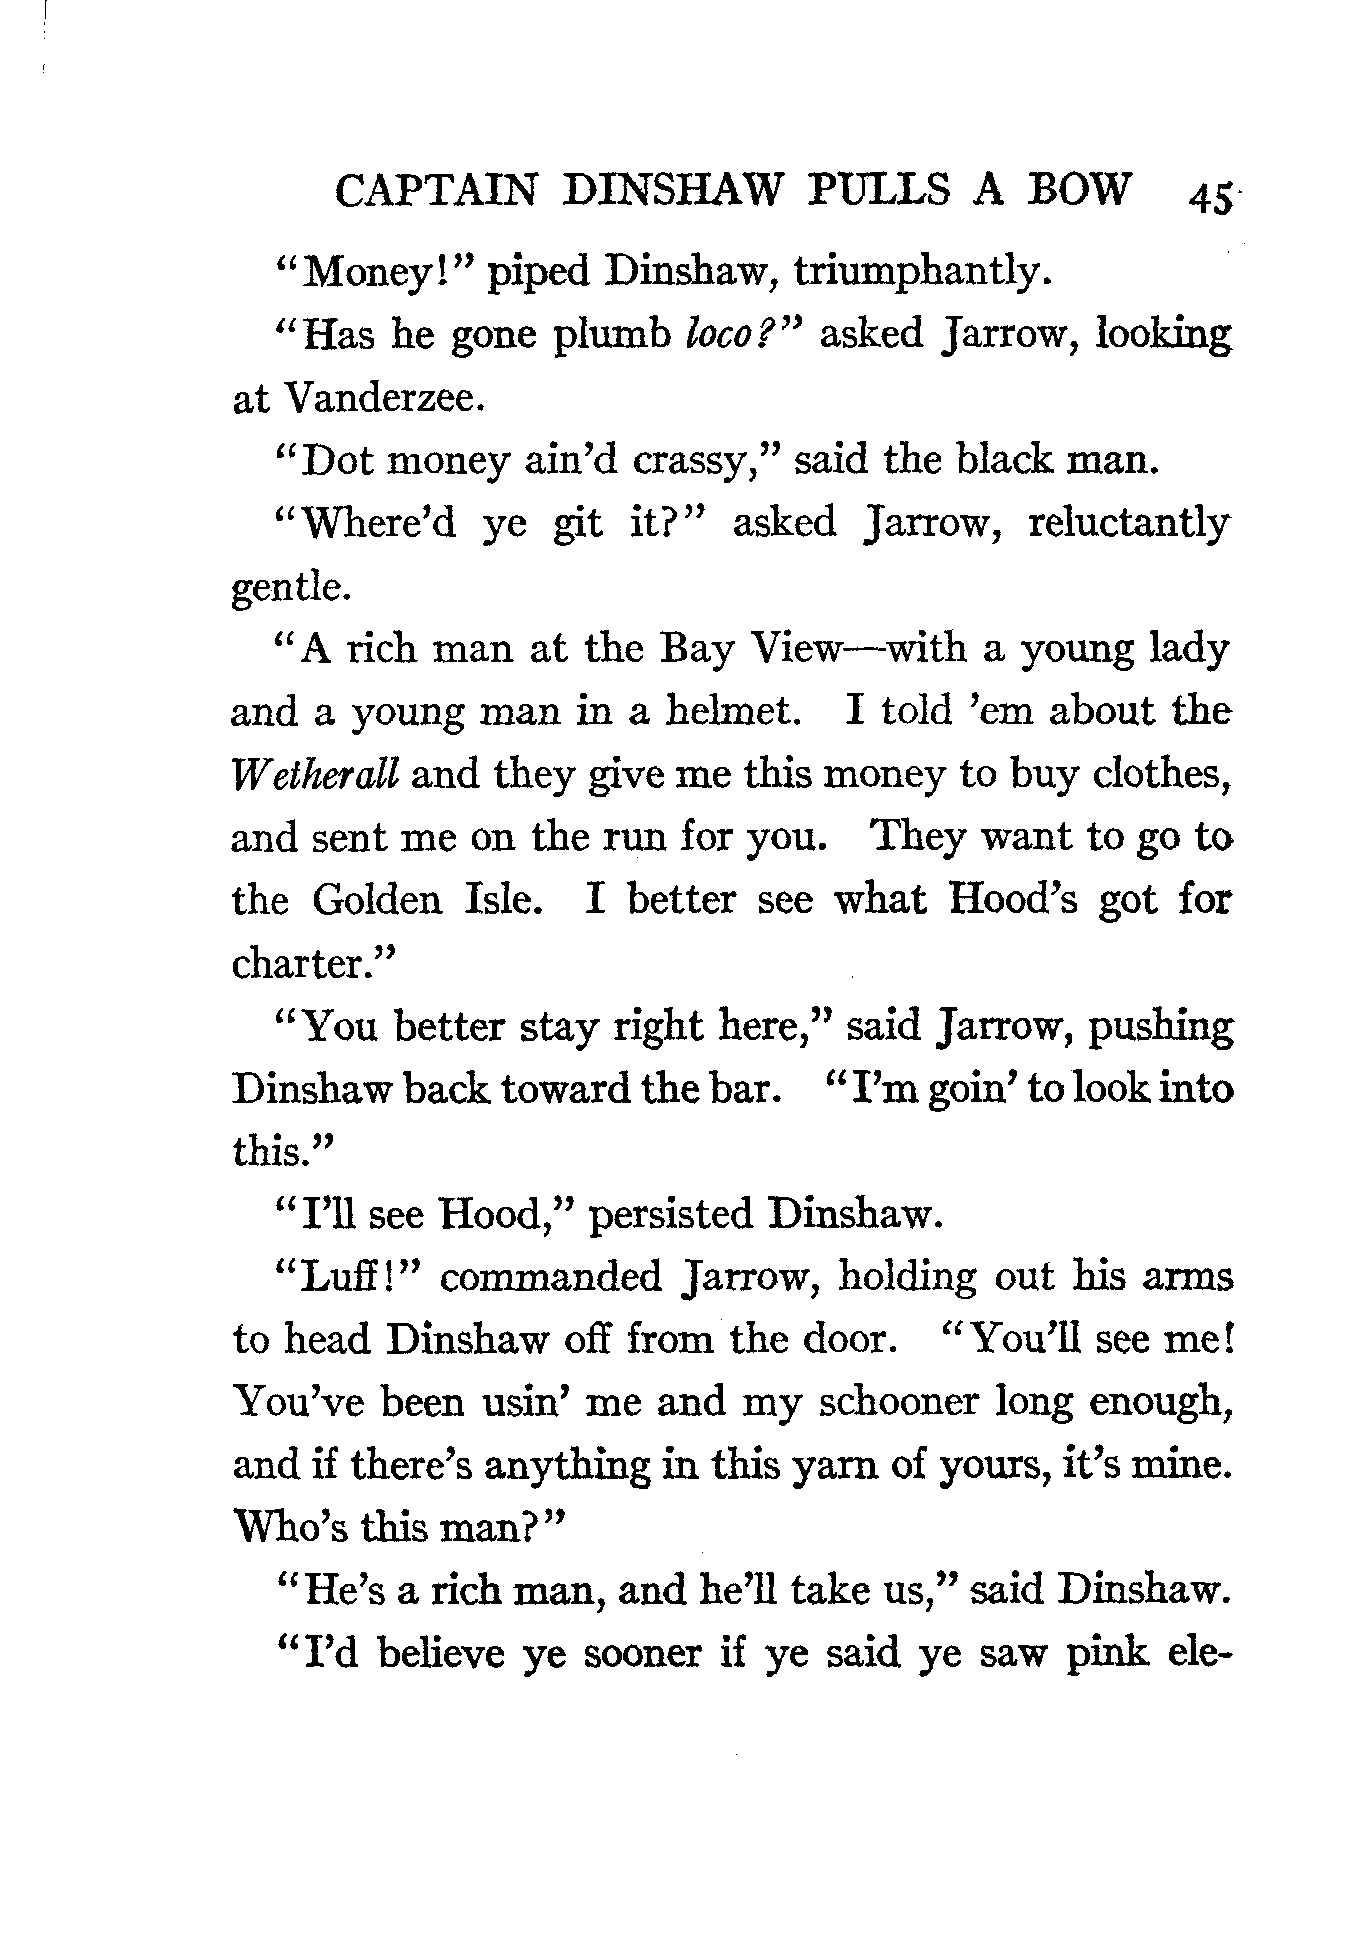 CAPTAIN DINSHAW PULLS A BOW 45
“Money!” piped Dinshaw, triumphantly.
“Has he gone plumb loco?” asked Jarrow, looking
at Vanderzee.
“Dot money ain’d crassy,” said the black man.
“Where’d ye git it?” asked Jarrow, reluctantly
gentle.
“A rich man at the Bay View—with a young lady
and a young man in a helmet. I told ’em about the
Wetherall and they give me this money to buy clothes,
and sent me on the run for you. They want to go to
the Golden Isle. I better see what Hood’s got for
charter.”
“You better stay right here,” said Jarrow, pushing
Dinshaw back toward the bar. “I’m goin’ to look into
this.”
“I’ll see Hood,” persisted Dinshaw.
“Luff!” commanded Jarrow, holding out his arms
to head Dinshaw off from the door. “You’ll see me!
You’ve been usin’ me and my schooner long enough,
and if there’s anything in this yarn of yours, it’s mine.
Who’s this man?”
“He’s a rich man, and he’ll take us,” said Dinshaw.
“I’d believe ye sooner if ye said ye saw pink ele-